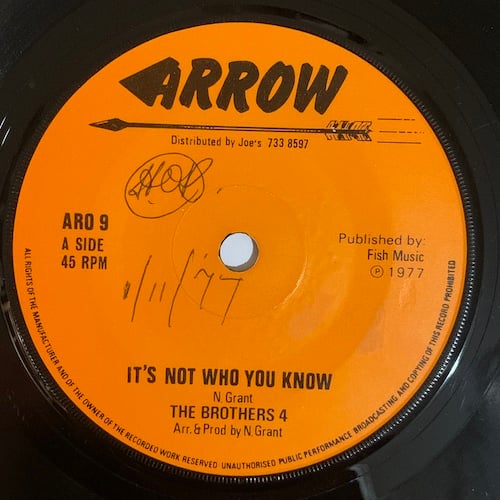 ARROW
Distributed by Joe's 733 8597
ARO 9
A SIDE
45 RPM
1/11/'77
Published by:
Fish Music
Ⓟ 1977
IT'S NOT WHO YOU KNOW
N. Grant
THE BROTHERS 4
Arr. & Prod by N. Grant
ALL RIGHTS OF THE MANUFACTURER AND OF THE OWNER OF THE RECORDED WORK RESERVED UNAUTHORISED PUBLIC PERFORMANCE BROADCASTING AND COPYING OF THIS RECORD PROHIBITED